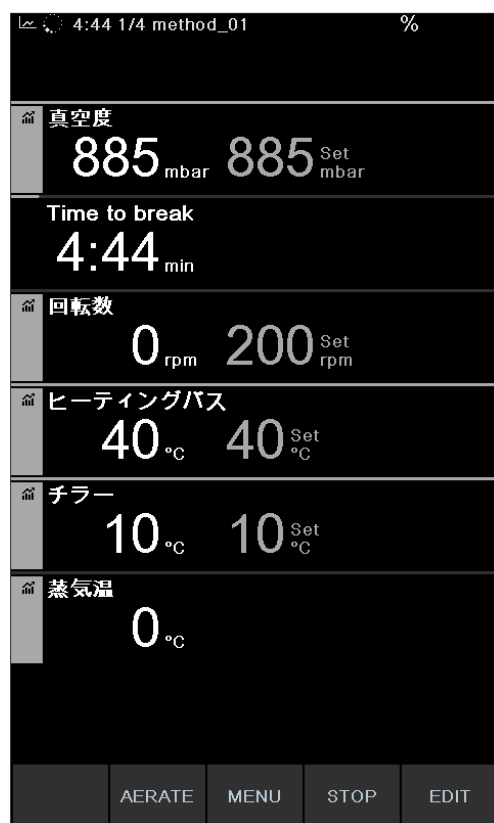 4:44 1/4 method_01 %
真空度
885 mbar 885 Set mbar
Time to break
4:44 min
回転数
0 rpm 200 Set rpm
ヒーティングバス
40 °C 40 Set °C
チラー
10 °C 10 Set °C
蒸気温
0 °C
AERATE MENU STOP EDIT